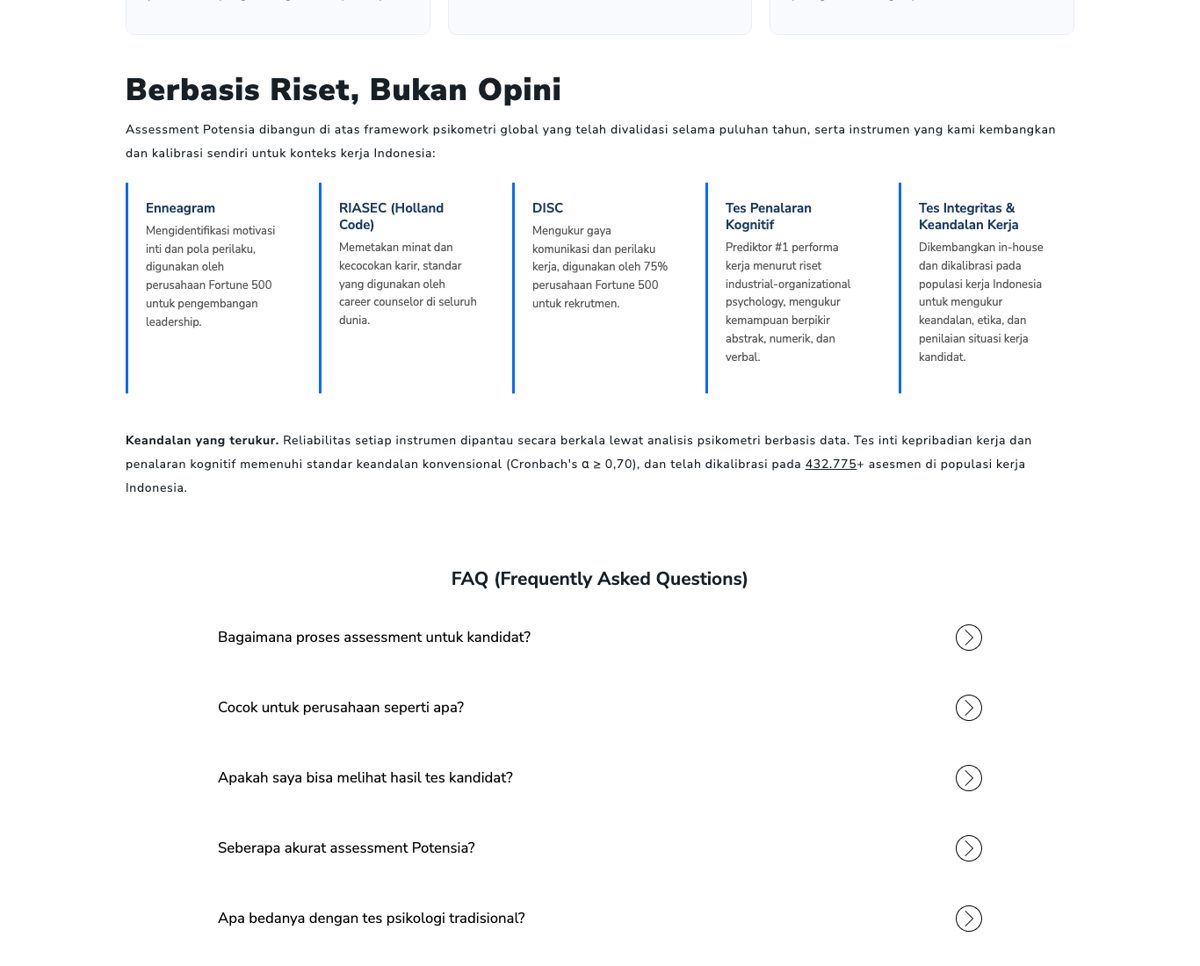 Berbasis Riset, Bukan Opini
Assessment Potensia dibangun di atas framework psikometri global yang telah divalidasi selama puluhan tahun, serta instrumen yang kami kembangkan
dan kalibrasi sendiri untuk konteks kerja Indonesia:
Enneagram
Mengidentifikasi motivasi
inti dan pola perilaku,
digunakan oleh
perusahaan Fortune 500
untuk pengembangan
leadership.
RIASEC (Holland
Code)
Memetakan minat dan
kecocokan karir, standar
yang digunakan oleh
career counselor di seluruh
dunia.
DISC
Mengukur gaya
komunikasi dan perilaku
kerja, digunakan oleh 75%
perusahaan Fortune 500
untuk rekrutmen.
Tes Penalaran
Kognitif
Prediktor #1 performa
kerja menurut riset
industrial-organizational
psychology, mengukur
kemampuan berpikir
abstrak, numerik, dan
verbal.
Tes Integritas &
Keandalan Kerja
Dikembangkan in-house
dan dikalibrasi pada
populasi kerja Indonesia
untuk mengukur
keandalan, etika, dan
penilaian situasi kerja
kandidat.
Keandalan yang terukur. Reliabilitas setiap instrumen dipantau secara berkala lewat analisis psikometri berbasis data. Tes inti kepribadian kerja dan
penalaran kognitif memenuhi standar keandalan konvensional (Cronbach's α ≥ 0,70), dan telah dikalibrasi pada 432.775+ asesmen di populasi kerja
Indonesia.
FAQ (Frequently Asked Questions)
Bagaimana proses assessment untuk kandidat?
Cocok untuk perusahaan seperti apa?
Apakah saya bisa melihat hasil tes kandidat?
Seberapa akurat assessment Potensia?
Apa bedanya dengan tes psikologi tradisional?